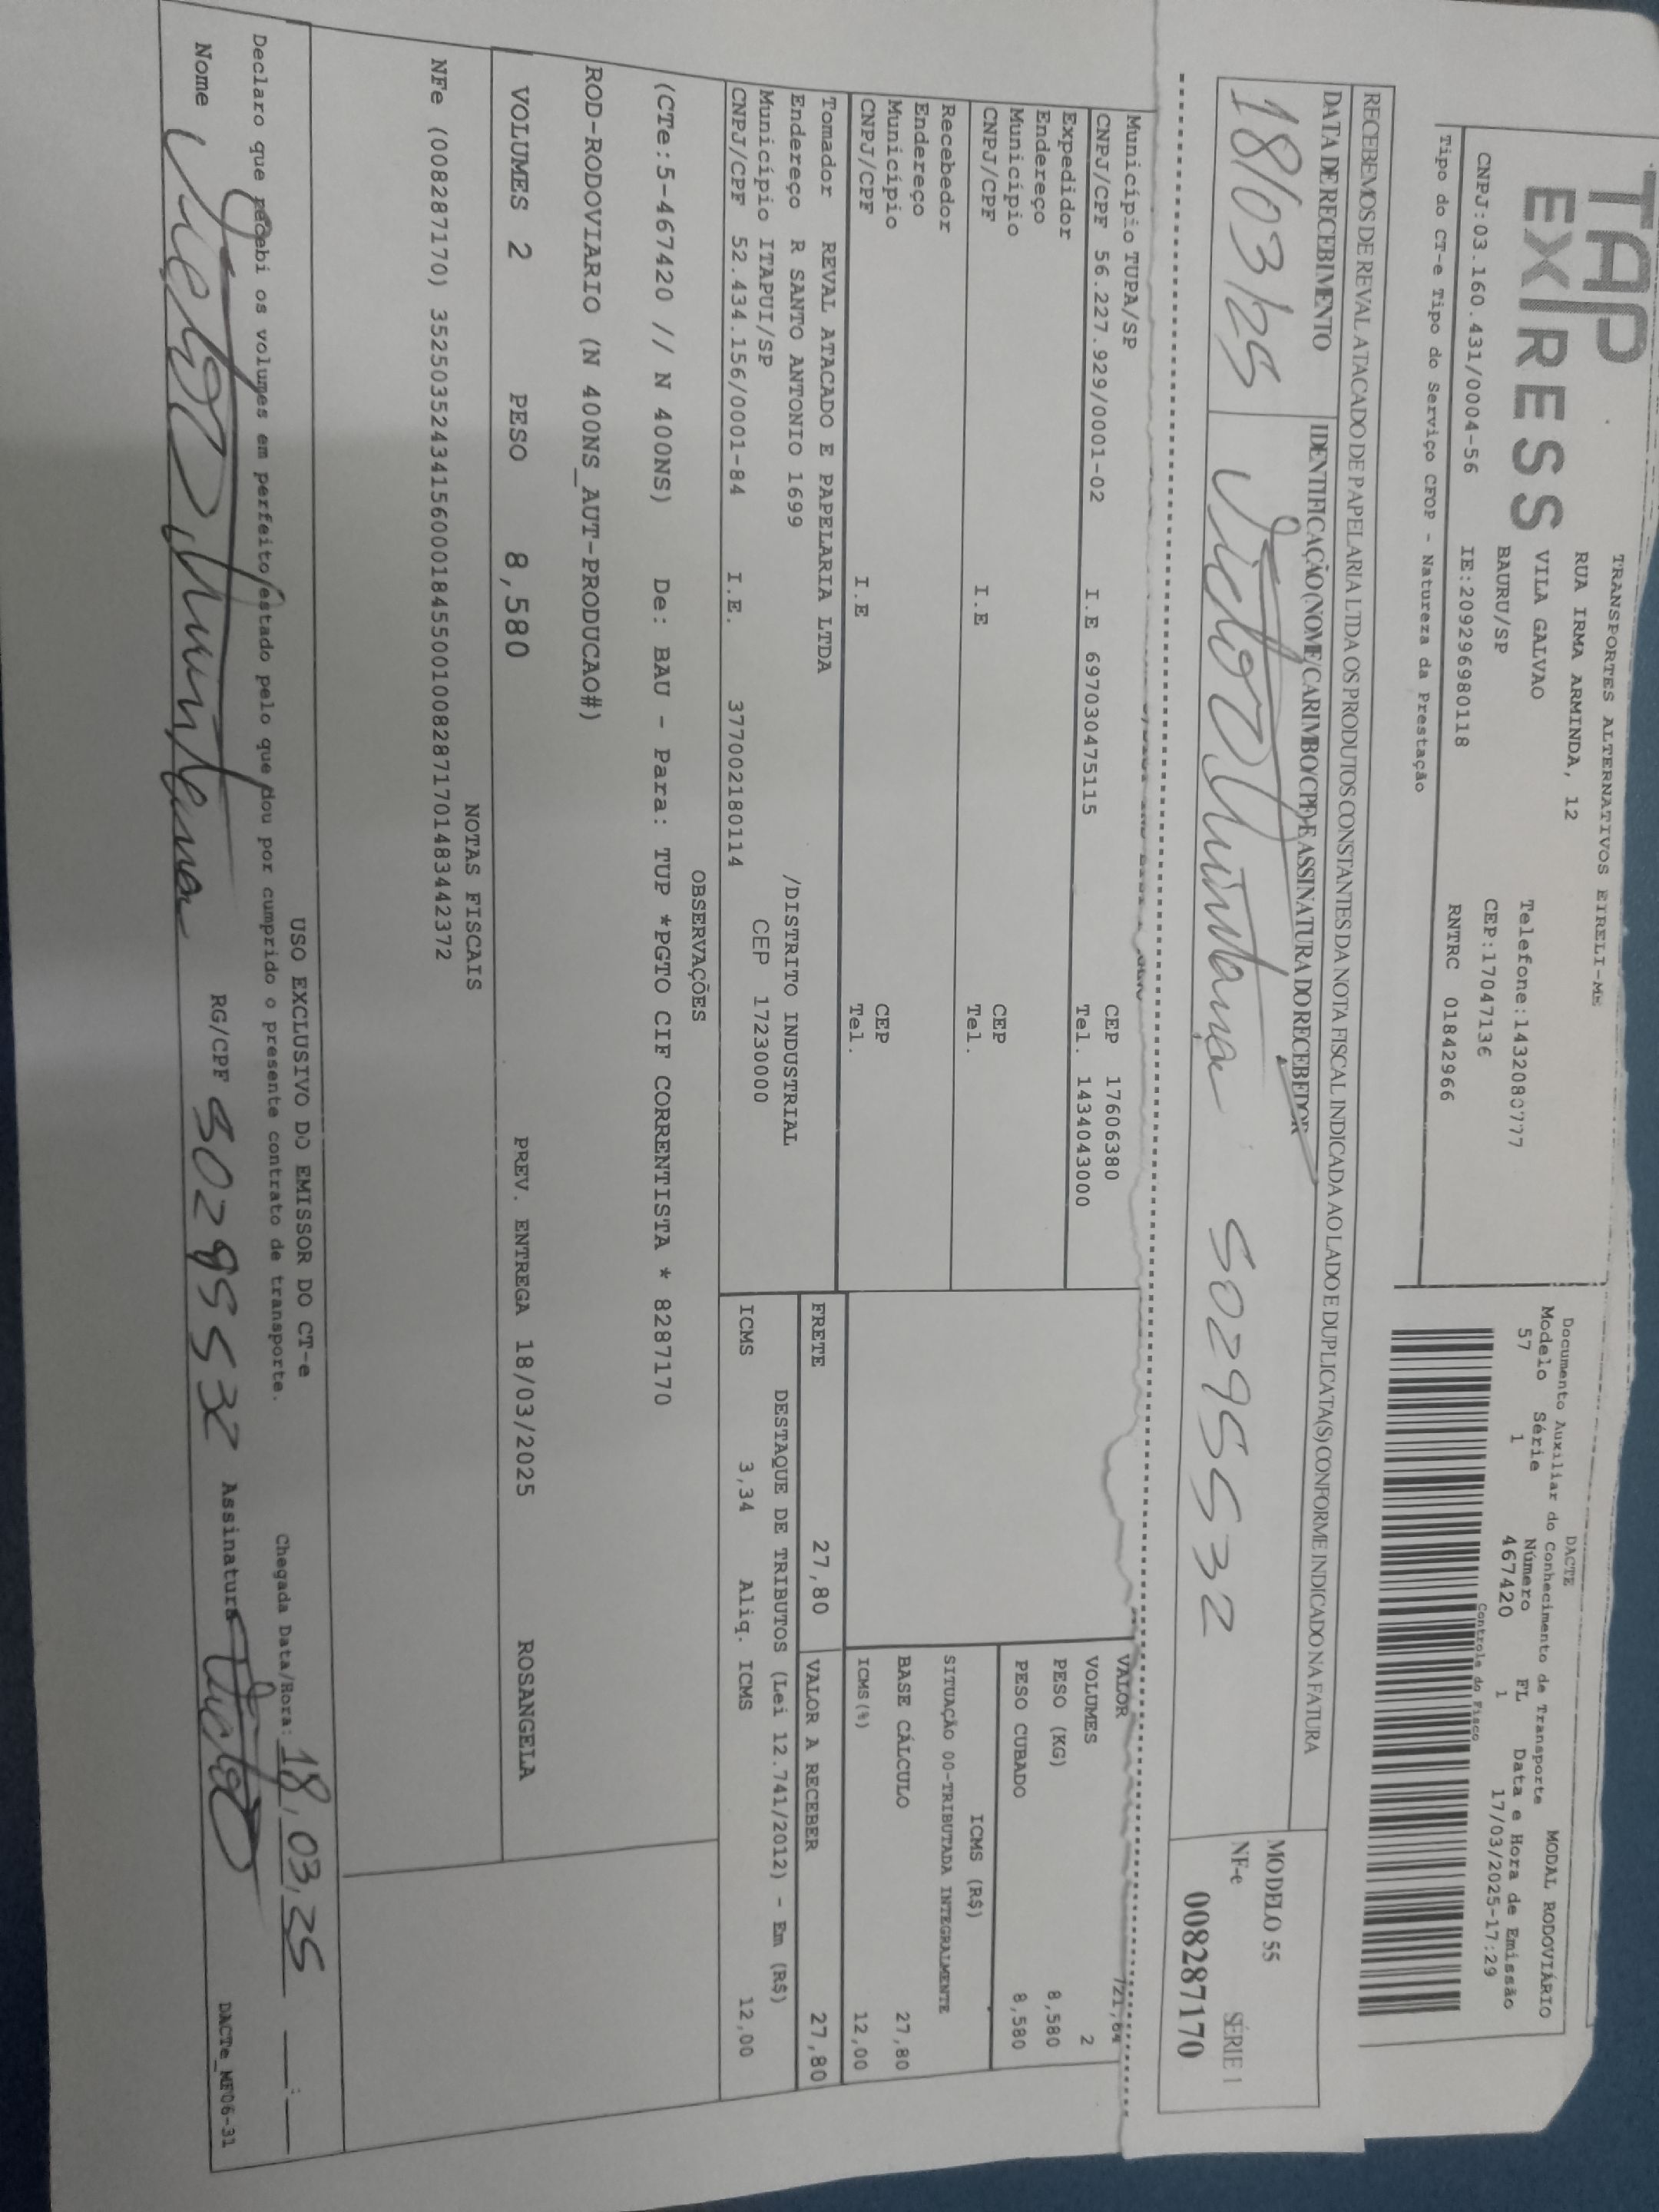 TAP
EXPRESS
TRANSPORTES ALTERNATIVOS EIRELI-ME
RUA IRMA ARMINDA, 12
VILA GALVAO
BAURU/SP
Telefone:1432080777
CEP:17047136
CNPJ:03.160.431/0004-56 IE:209296980118 RNTRC 01842966
Tipo do CT-e Tipo do Serviço CFOP - Natureza da Prestação
DACTE
Documento Auxiliar do Conhecimento de Transporte
MODAL RODOVIÁRIO
Modelo Série Número FL Data e Hora de Emissão
57 1 467420 1 17/03/2025-17:29
Controle do Fisco
RECEBEMOS DE REVAL ATACADO DE PAPELARIA LTDA OS PRODUTOS CONSTANTES DA NOTA FISCAL INDICADA AO LADO E DUPLICATA(S) CONFORME INDICADO NA FATURA
DATA DE RECEBIMENTO
IDENTIFICAÇÃO (NOME/CARIMBO/CPF) E ASSINATURA DO RECEBEDOR
18/03/25 Victor Quintana 50295532
MODELO 55
NF-e SÉRIE 1
008287170
Município TUPA/SP CEP 17606380
CNPJ/CPF 56.227.929/0001-02 I.E 697030475115 Tel. 1434043000
Expedidor
Endereço
Município CEP
CNPJ/CPF I.E Tel.
Recebedor
Endereço
Município CEP
CNPJ/CPF I.E Tel.
VALOR
VOLUMES 2
PESO (KG) 8,580
PESO CUBADO 8,580
ICMS (R$)
SITUAÇÃO 00-TRIBUTADA INTEGRALMENTE
BASE CÁLCULO 27,80
ICMS(%) 12,00
Tomador REVAL ATACADO E PAPELARIA LTDA
Endereço R SANTO ANTONIO 1699 /DISTRITO INDUSTRIAL
Município ITAPUI/SP CEP 17230000
CNPJ/CPF 52.434.156/0001-84 I.E. 377002180114
FRETE 27,80 VALOR A RECEBER 27,80
DESTAQUE DE TRIBUTOS (Lei 12.741/2012) - Em (R$)
ICMS 3,34 Aliq. ICMS 12,00
OBSERVAÇÕES
(CTe:5-467420 // N 400NS) De: BAU - Para: TUP *PGTO CIF CORRENTISTA * 8287170
ROD-RODOVIARIO (N 400NS_AUT-PRODUCAO#)
VOLUMES 2 PESO 8,580 PREV. ENTREGA 18/03/2025 ROSANGELA
NOTAS FISCAIS
NFe (008287170) 35250352434156000184550010082871701483442372
USO EXCLUSIVO DO EMISSOR DO CT-e
Declaro que recebi os volumes em perfeito estado pelo que dou por cumprido o presente contrato de transporte.
Chegada Data/Hora: 18,03,25 __:__
Nome Victor Quintana RG/CPF 50295532 Assinatura Victor
DACTe_MF06-31